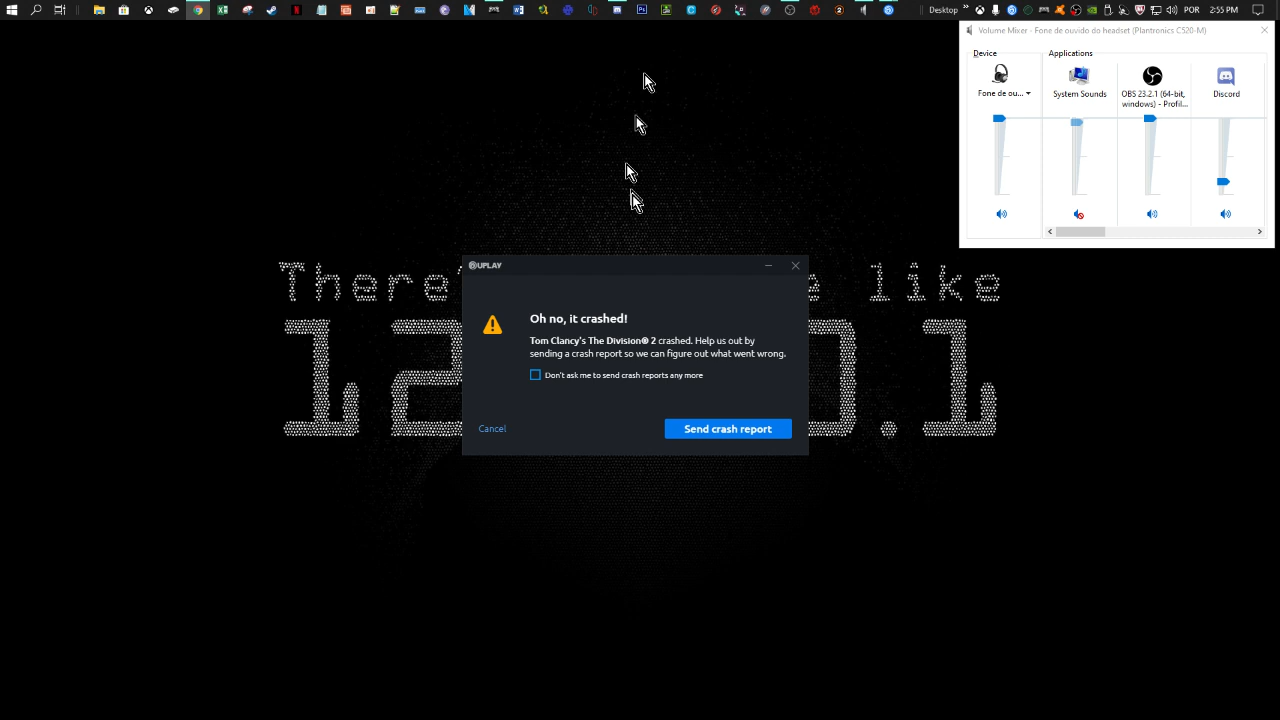 Desktop
POR
2:55 PM
Volume Mixer - Fone de ouvido do headset (Plantronics C520-M)
Device
Applications
Fone de ou...
System Sounds
OBS 23.2.1 (64-bit,
windows) - Profil...
Discord
There' like
12 0.1
UPLAY
Oh no, it crashed!
Tom Clancy's The Division® 2 crashed. Help us out by
sending a crash report so we can figure out what went wrong.
Don't ask me to send crash reports any more
Cancel
Send crash report